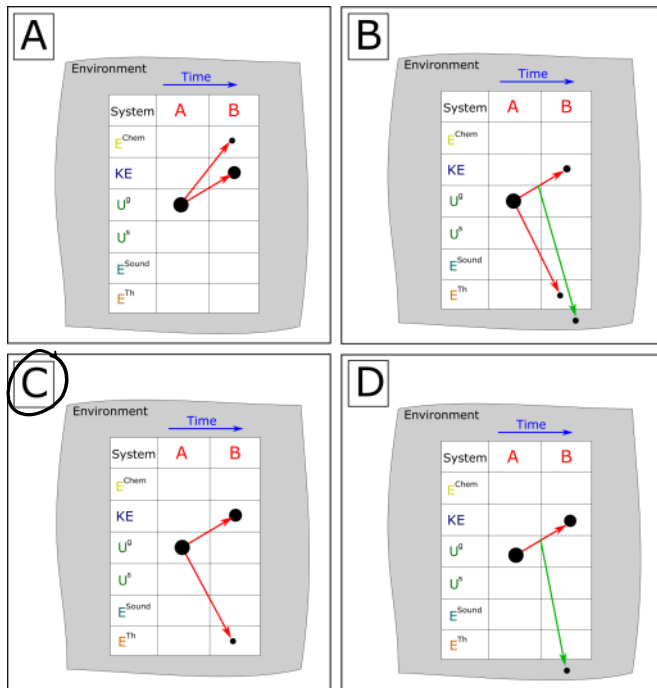 A
Environment
Time
System A B
E^Chem
KE
U^g
U^s
E^Sound
E^Th
B
Environment
Time
System A B
E^Chem
KE
U^g
U^s
E^Sound
E^Th
C
Environment
Time
System A B
E^Chem
KE
U^g
U^s
E^Sound
E^Th
D
Environment
Time
System A B
E^Chem
KE
U^g
U^s
E^Sound
E^Th